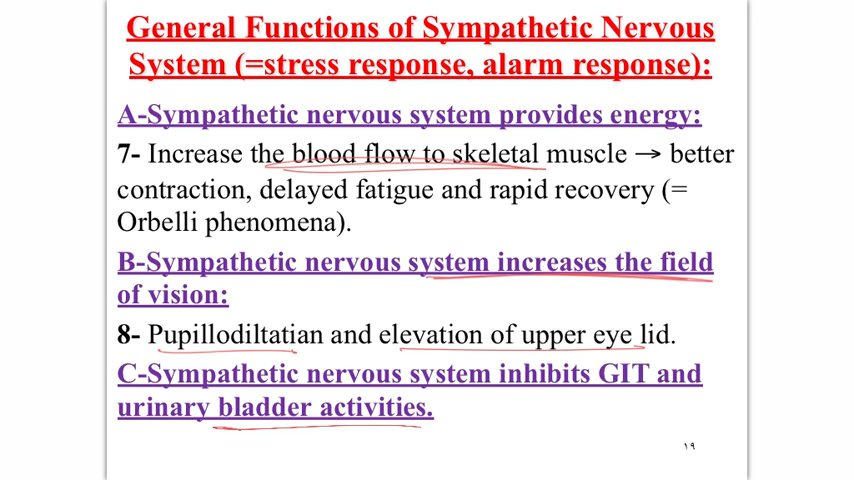 General Functions of Sympathetic Nervous
System (=stress response, alarm response):
A-Sympathetic nervous system provides energy:
7- Increase the blood flow to skeletal muscle → better
contraction, delayed fatigue and rapid recovery (=
Orbelli phenomena).
B-Sympathetic nervous system increases the field
of vision:
8- Pupillodiltatian and elevation of upper eye lid.
C-Sympathetic nervous system inhibits GIT and
urinary bladder activities.
١٩